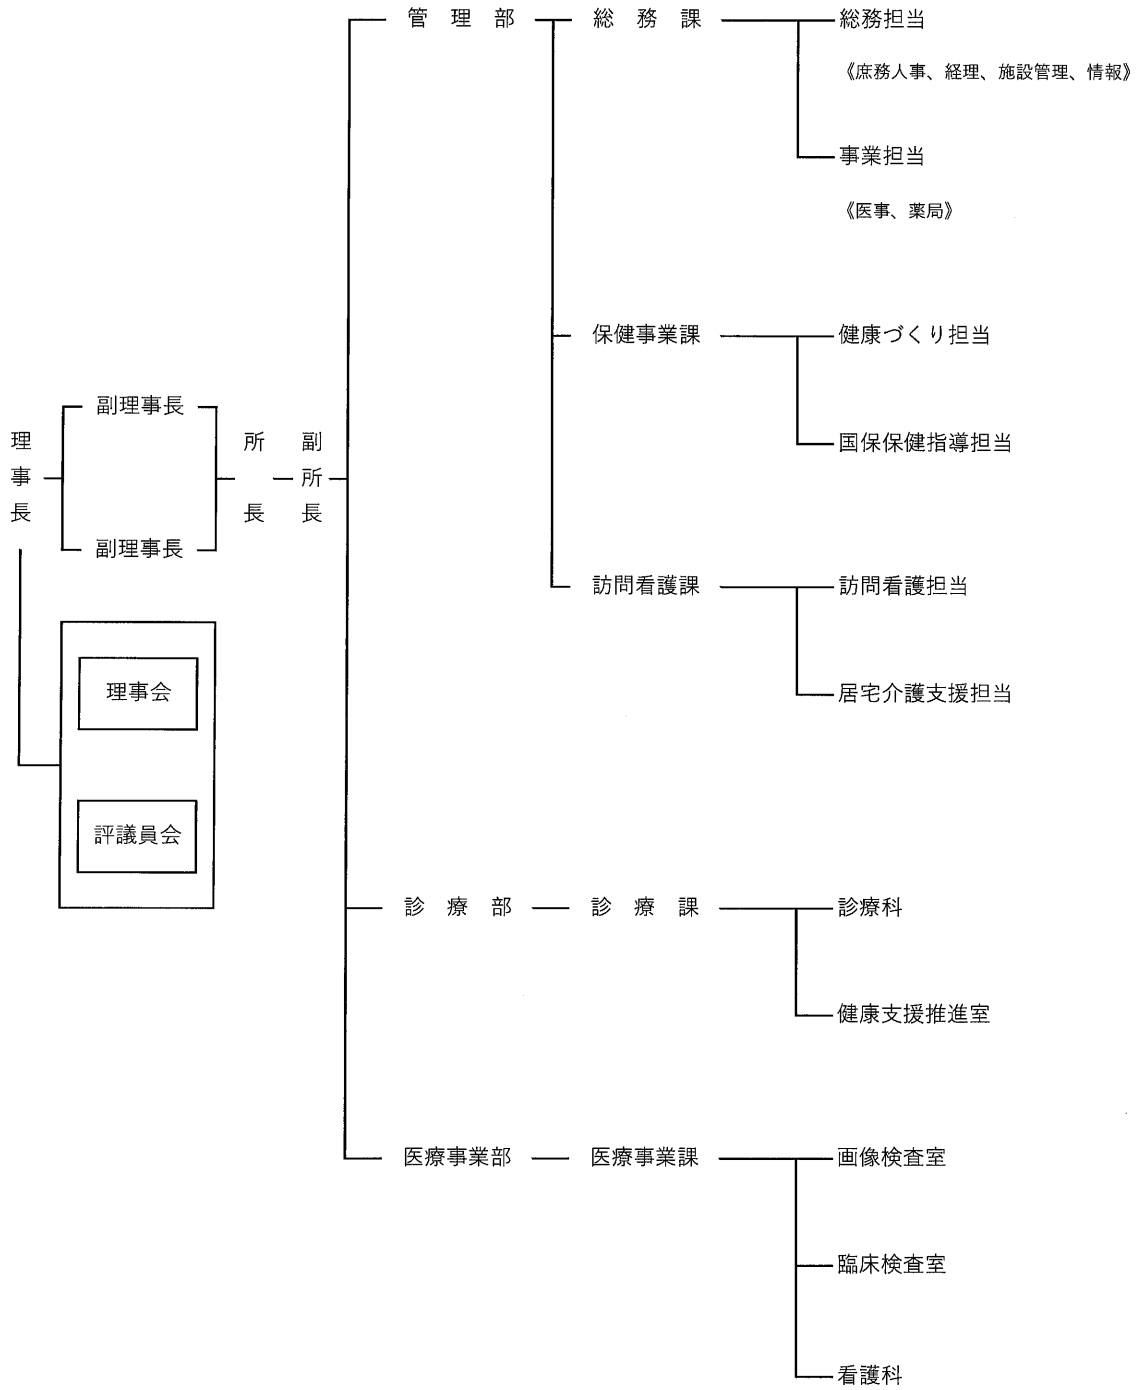 理事長
副理事長
副理事長
理事会
評議員会
所長
副所長
管理部
総務課
総務担当
《庶務人事、経理、施設管理、情報》
事業担当
《医事、薬局》
保健事業課
健康づくり担当
国保保健指導担当
訪問看護課
訪問看護担当
居宅介護支援担当
診療部
診療課
診療科
健康支援推進室
医療事業部
医療事業課
画像検査室
臨床検査室
看護科